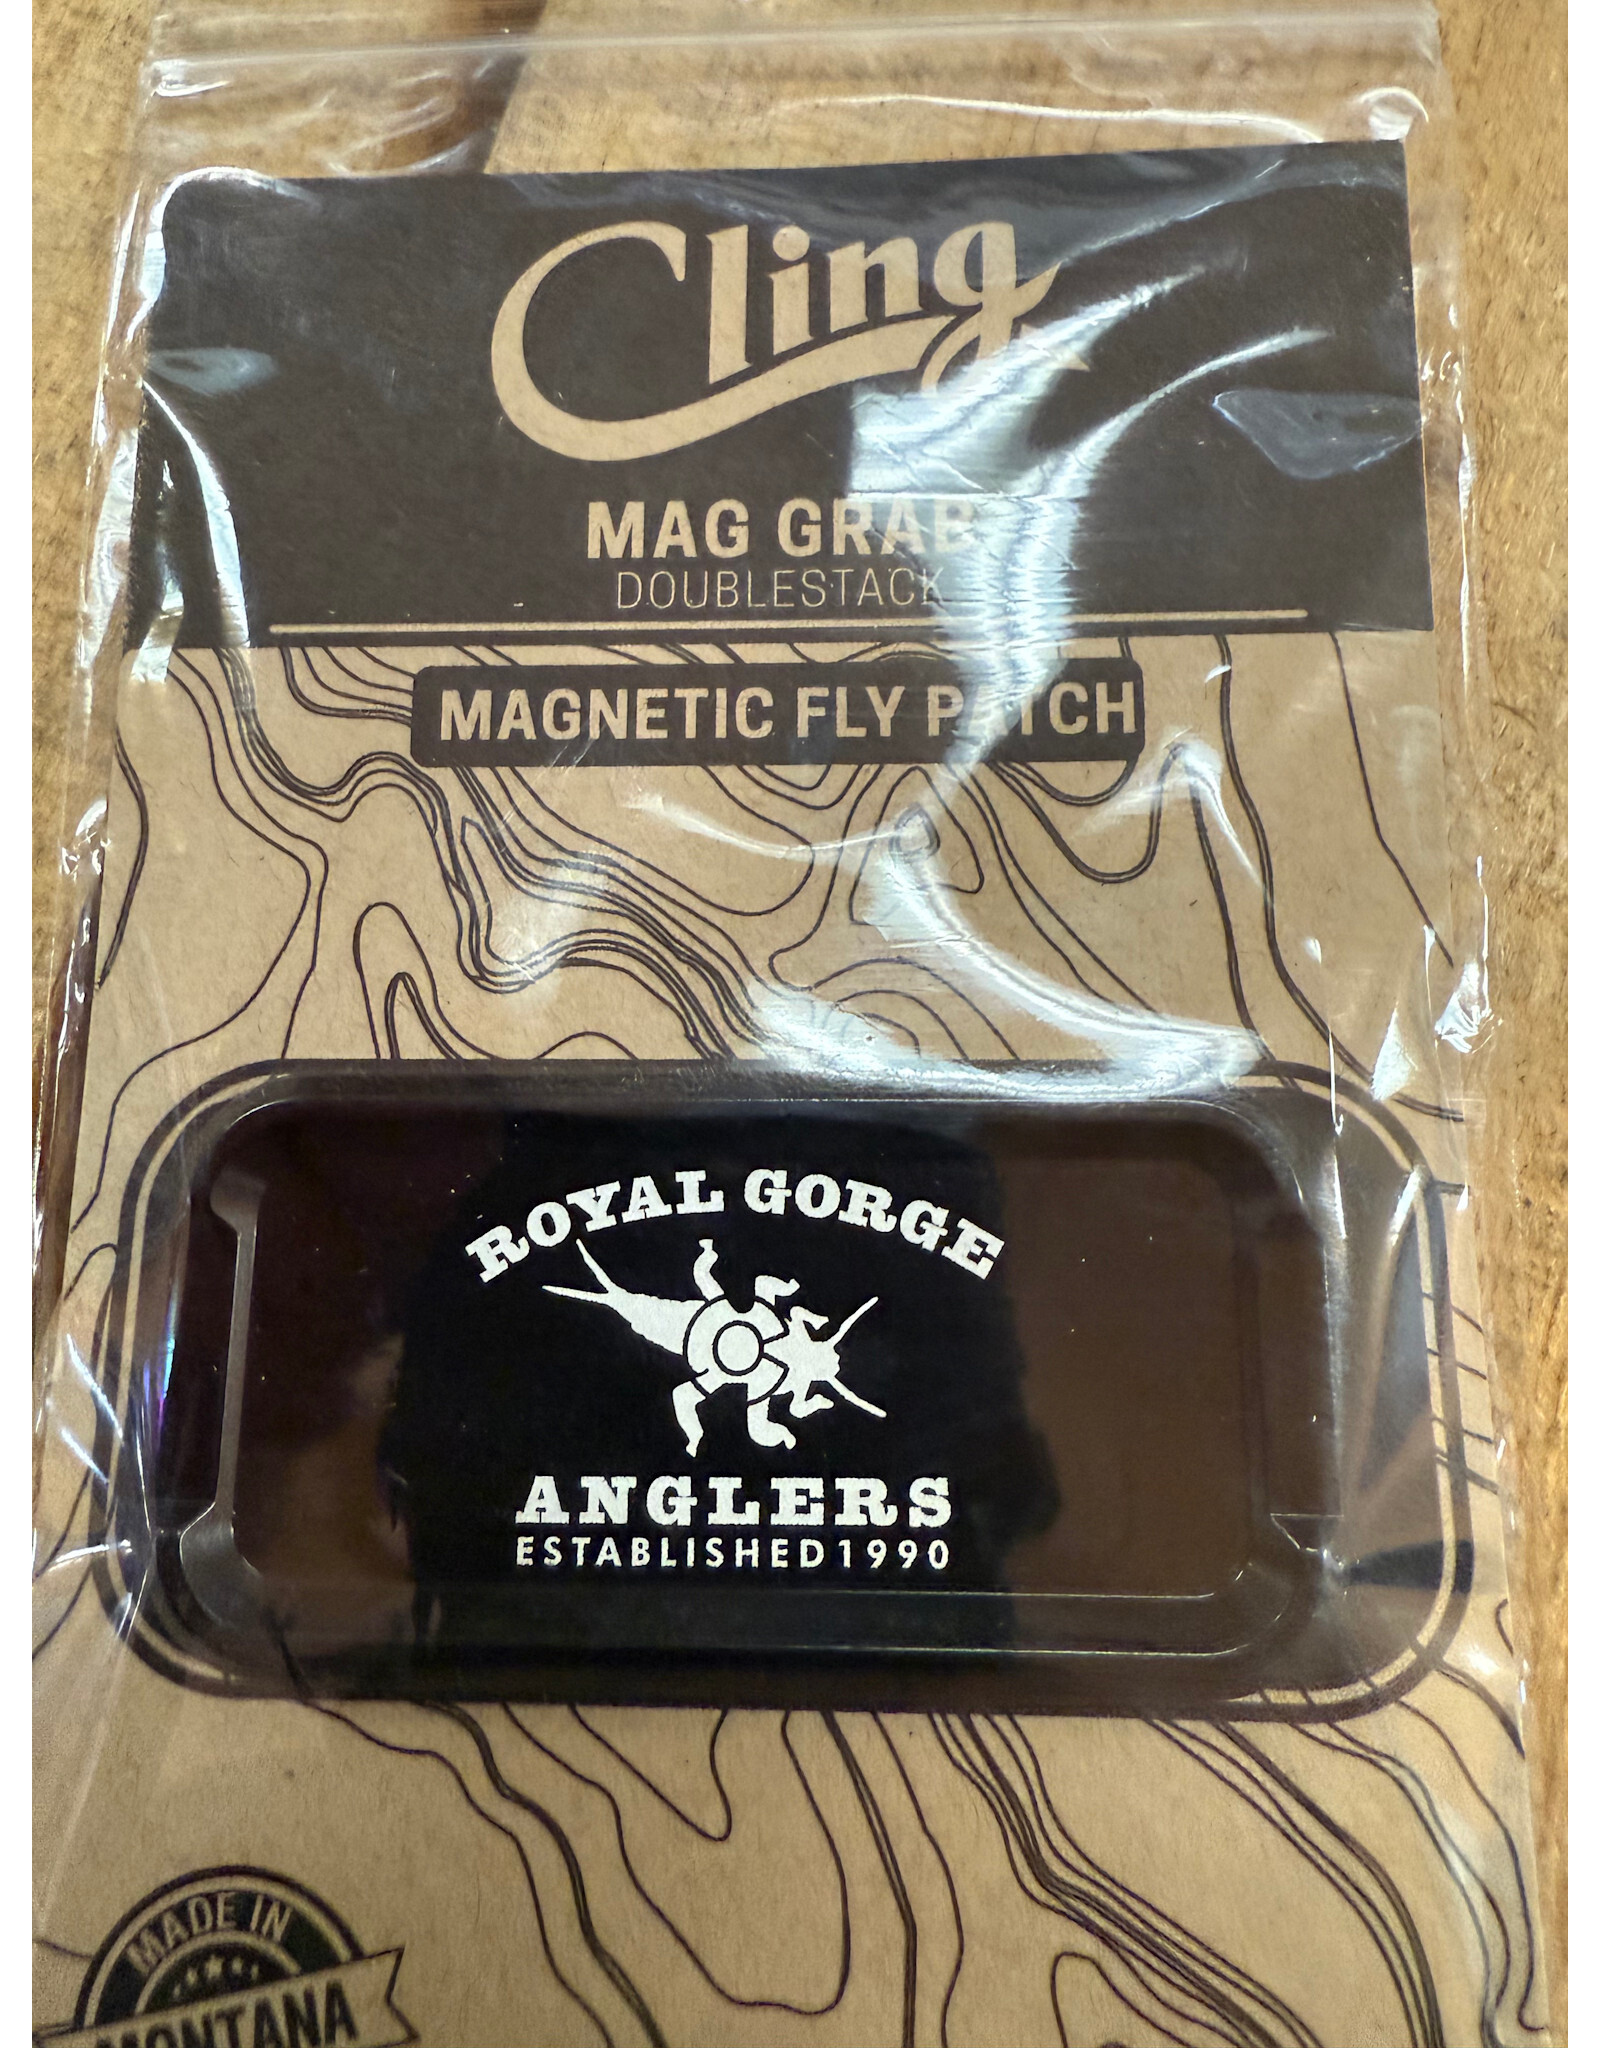 Cling
MAG GRAB
DOUBLESTACK
MAGNETIC FLY PATCH
ROYAL GORGE
C
ANGLERS
ESTABLISHED 1990
MADE IN
MONTANA